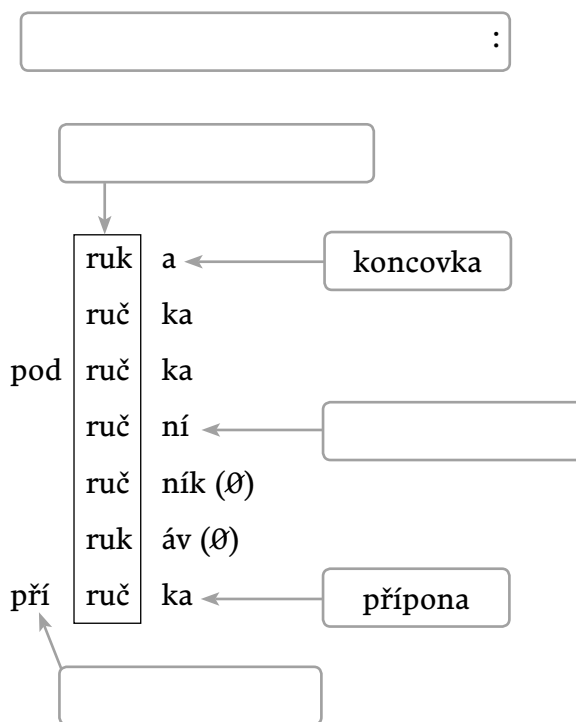 :
ruk a koncovka
ruč ka
pod ruč ka
ruč ní
ruč ník (Ø)
ruk áv (Ø)
pří ruč ka přípona